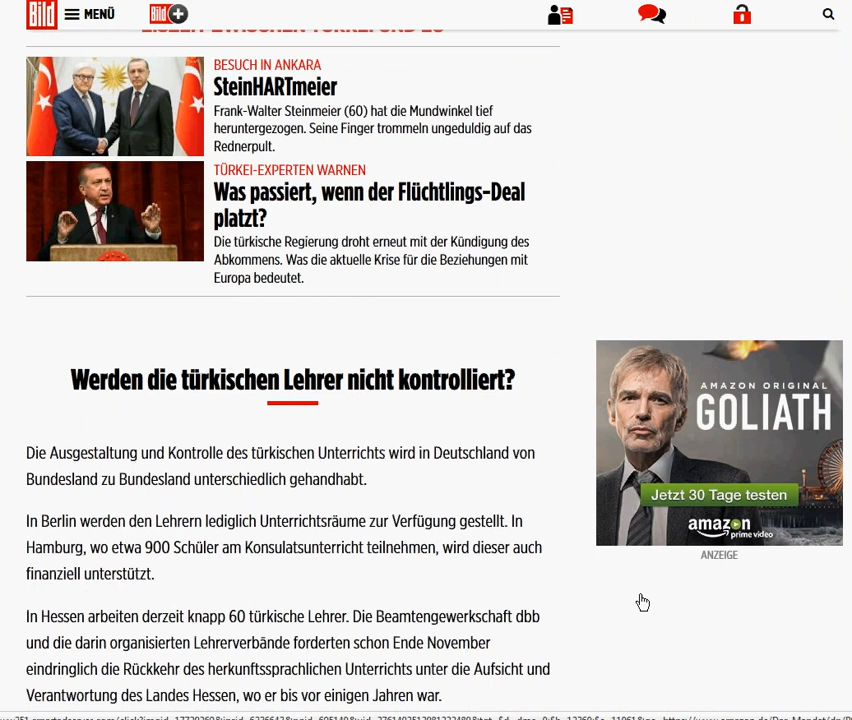 Bild
MENÜ
Bild
BESUCH IN ANKARA
SteinHARTmeier
Frank-Walter Steinmeier (60) hat die Mundwinkel tief
heruntergezogen. Seine Finger trommeln ungeduldig auf das
Rednerpult.
TÜRKEI-EXPERTEN WARNEN
Was passiert, wenn der Flüchtlings-Deal
platzt?
Die türkische Regierung droht erneut mit der Kündigung des
Abkommens. Was die aktuelle Krise für die Beziehungen mit
Europa bedeutet.
Werden die türkischen Lehrer nicht kontrolliert?
Die Ausgestaltung und Kontrolle des türkischen Unterrichts wird in Deutschland von
Bundesland zu Bundesland unterschiedlich gehandhabt.
In Berlin werden den Lehrern lediglich Unterrichtsräume zur Verfügung gestellt. In
Hamburg, wo etwa 900 Schüler am Konsulatsunterricht teilnehmen, wird dieser auch
finanziell unterstützt.
In Hessen arbeiten derzeit knapp 60 türkische Lehrer. Die Beamtengewerkschaft dbb
und die darin organisierten Lehrerverbände forderten schon Ende November
eindringlich die Rückkehr des herkunftssprachlichen Unterrichts unter die Aufsicht und
Verantwortung des Landes Hessen, wo er bis vor einigen Jahren war.
AMAZON ORIGINAL
GOLIATH
Jetzt 30 Tage testen
amazon
prime video
ANZEIGE